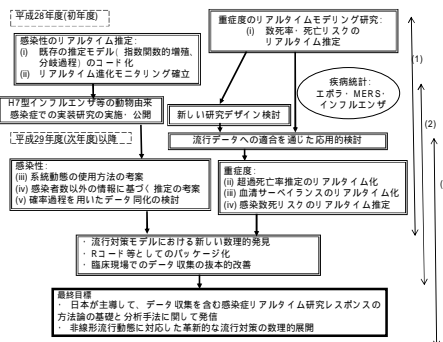 平成28年度(初年度)
感染性のリアルタイム推定:
(i) 既存の推定モデル(指数関数的増殖、
分岐過程)のコード化
(ii) リアルタイム進化モニタリング確立
重症度のリアルタイムモデリング研究:
(i) 致死率・死亡リスクの
リアルタイム推定
(1)
疾病統計:
エボラ・MERS・
インフルエンザ
H7型インフルエンザ等の動物由来
感染症での実装研究の実施・公開
新しい研究デザイン検討
(2)
平成29年度(次年度)以降
流行データへの適合を通じた応用的検討
(
感染性:
(iii) 系統動態の使用方法の考案
(iv) 感染者数以外の情報に基づく推定の考案
(v) 確率過程を用いたデータ同化の検討
重症度:
(ii) 超過死亡率推定のリアルタイム化
(iii) 血清サーベイランスのリアルタイム化
(iv) 感染致死リスクのリアルタイム推定
・ 流行対策モデルにおける新しい数理的発見
・ Rコード等としてのパッケージ化
・ 臨床現場でのデータ収集の抜本的改善
最終目標
・ 日本が主導して、データ収集を含む感染症リアルタイム研究レスポンスの
方法論の基礎と分析手法に関して発信
・ 非線形流行動態に対応した革新的な流行対策の数理的展開